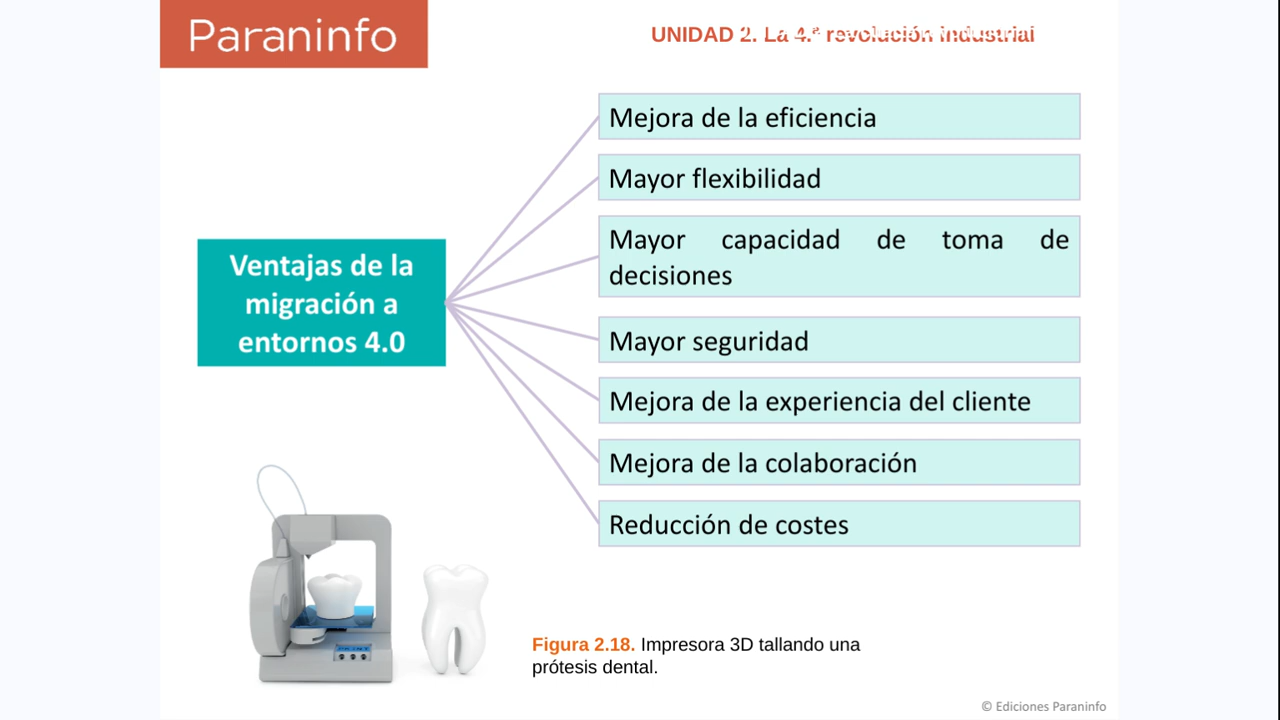 Paraninfo
UNIDAD 2. La 4.ª revolución industrial
Mejora de la eficiencia
Mayor flexibilidad
Mayor capacidad de toma de
decisiones
Ventajas de la
migración a
entornos 4.0
Mayor seguridad
Mejora de la experiencia del cliente
Mejora de la colaboración
Reducción de costes
Figura 2.18. Impresora 3D tallando una
prótesis dental.
© Ediciones Paraninfo